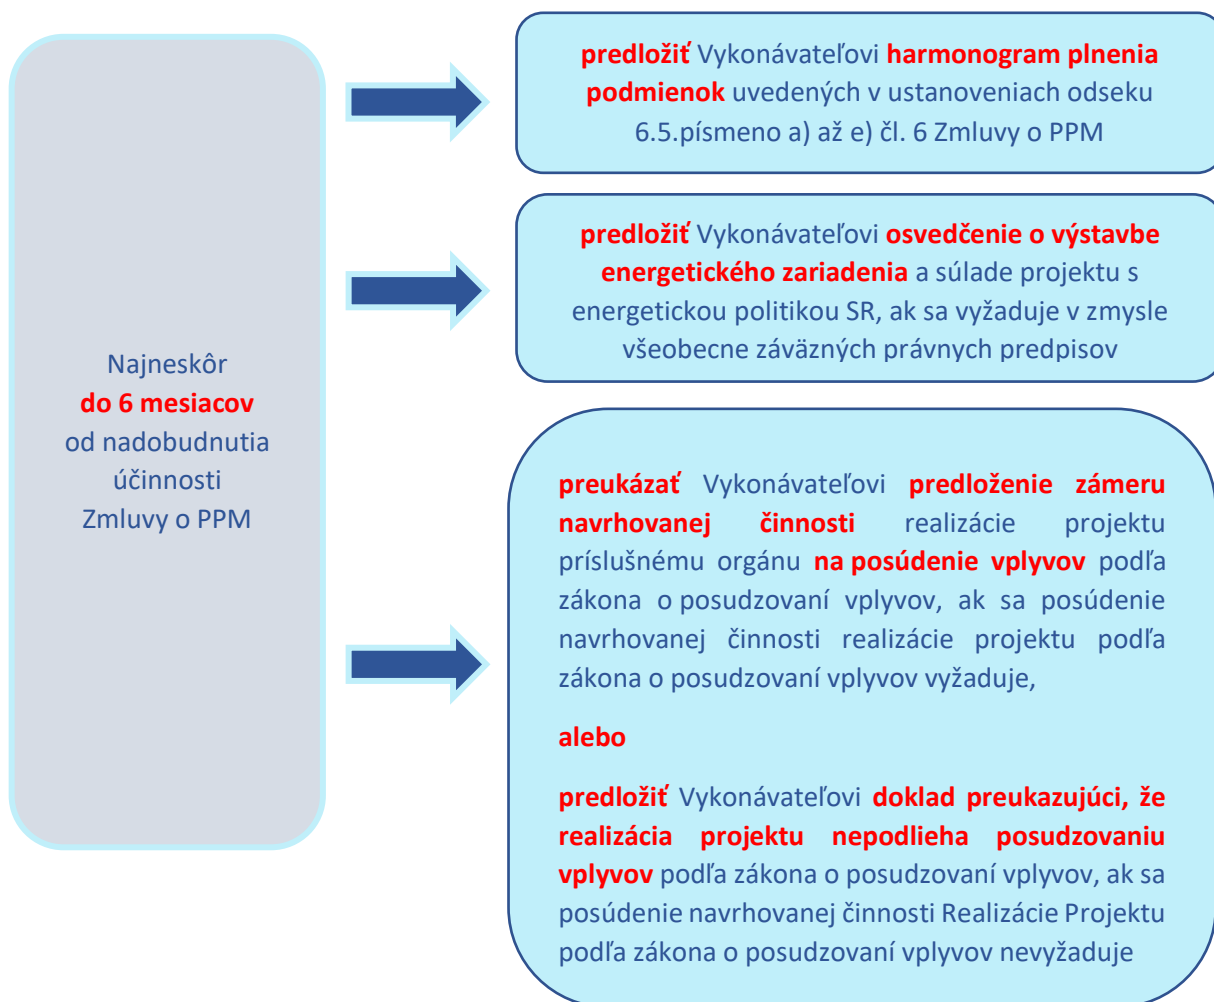 Najneskôr
do 6 mesiacov
od nadobudnutia
účinnosti
Zmluvy o PPM
predložiť Vykonávateľovi harmonogram plnenia
podmienok uvedených v ustanoveniach odseku
6.5.písmeno a) až e) čl. 6 Zmluvy o PPM
predložiť Vykonávateľovi osvedčenie o výstavbe
energetického zariadenia a súlade projektu s
energetickou politikou SR, ak sa vyžaduje v zmysle
všeobecne záväzných právnych predpisov
preukázať Vykonávateľovi predloženie zámeru
navrhovanej činnosti realizácie projektu
príslušnému orgánu na posúdenie vplyvov podľa
zákona o posudzovaní vplyvov, ak sa posúdenie
navrhovanej činnosti realizácie projektu podľa
zákona o posudzovaní vplyvov vyžaduje,
alebo
predložiť Vykonávateľovi doklad preukazujúci, že
realizácia projektu nepodlieha posudzovaniu
vplyvov podľa zákona o posudzovaní vplyvov, ak sa
posúdenie navrhovanej činnosti Realizácie Projektu
podľa zákona o posudzovaní vplyvov nevyžaduje